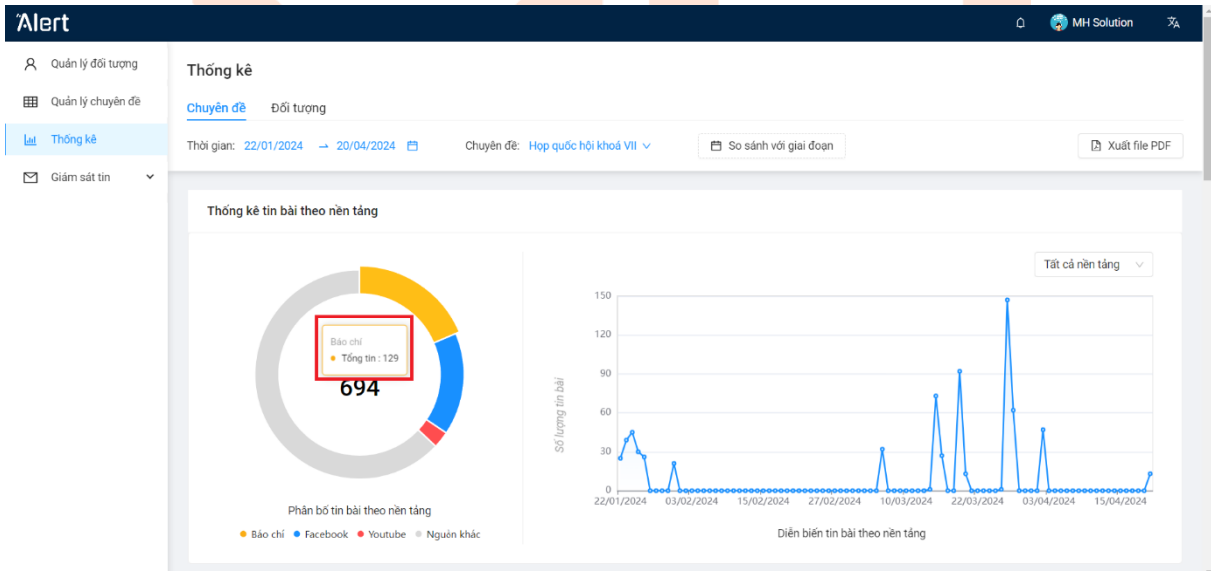 Alert
MH Solution
Quản lý đối tượng
Quản lý chuyên đề
Thống kê
Giám sát tin
Thống kê
Chuyên đề Đối tượng
Thời gian: 22/01/2024 → 20/04/2024 Chuyên đề: Họp quốc hội khoá VII So sánh với giai đoạn Xuất file PDF
Thống kê tin bài theo nền tảng
Báo chí
Tổng tin : 129
694
Phân bố tin bài theo nền tảng
Báo chí Facebook Youtube Nguồn khác
Tất cả nền tảng
Số lượng tin bài
150
120
90
60
30
0
22/01/2024 03/02/2024 15/02/2024 27/02/2024 10/03/2024 22/03/2024 03/04/2024 15/04/2024
Diễn biến tin bài theo nền tảng